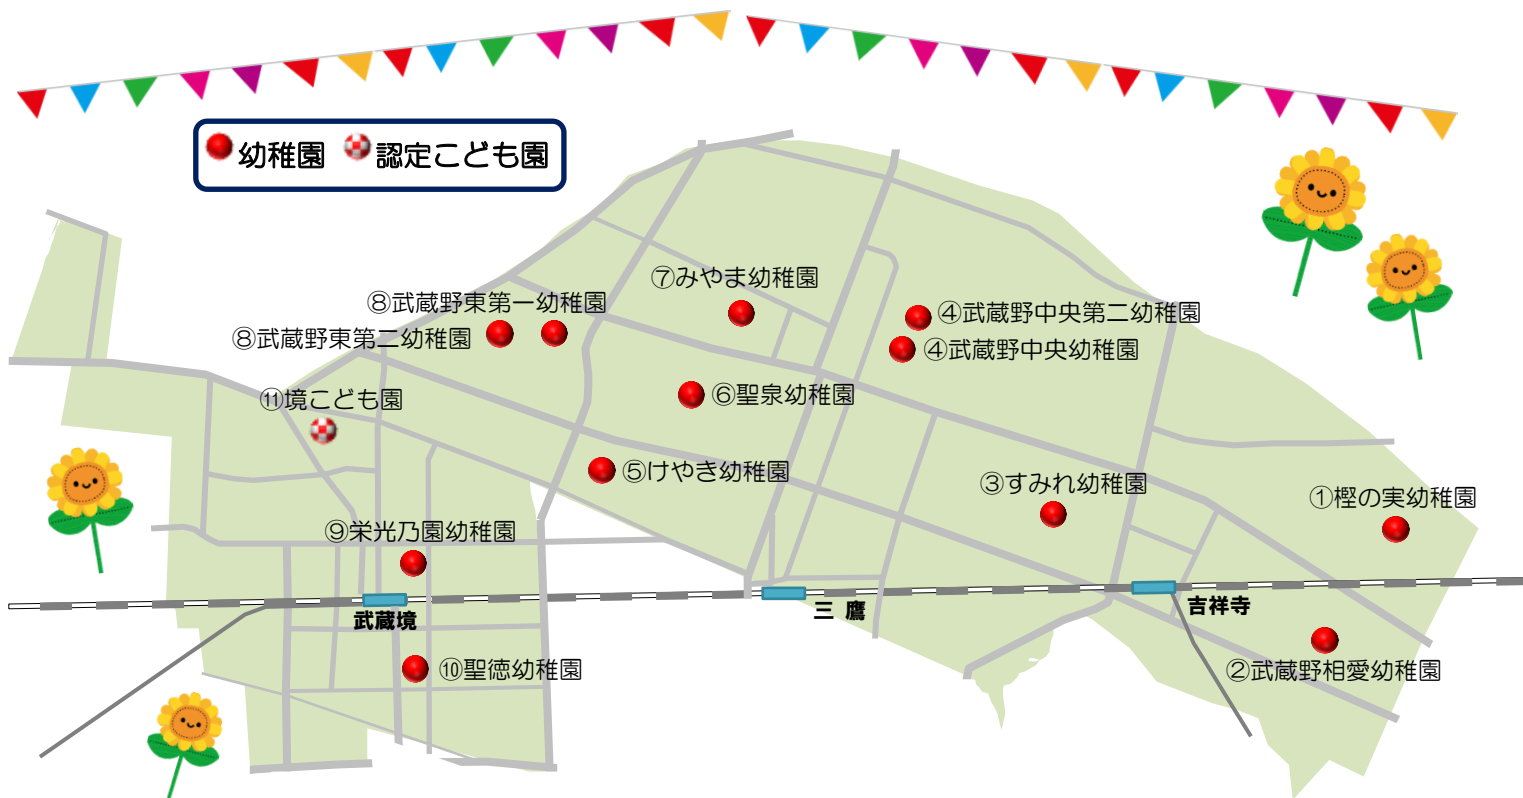 幼稚園 認定こども園
⑦みやま幼稚園
⑧武蔵野東第一幼稚園
④武蔵野中央第二幼稚園
⑧武蔵野東第二幼稚園
④武蔵野中央幼稚園
⑪境こども園
⑥聖泉幼稚園
⑤けやき幼稚園
③すみれ幼稚園
①樫の実幼稚園
⑨栄光乃園幼稚園
武蔵境
三鷹
吉祥寺
⑩聖徳幼稚園
②武蔵野相愛幼稚園